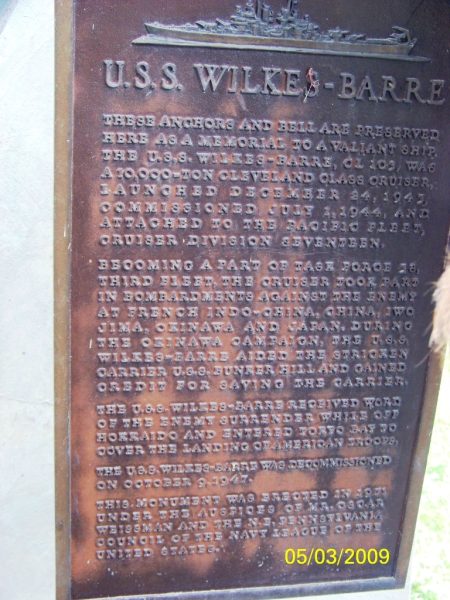 U.S.S. WILKES-BARRE
THESE ANCHORS AND BELL ARE PRESERVED
HERE AS A MEMORIAL TO A VALIANT SHIP.
THE U.S.S. WILKES-BARRE, CL 103, WAS
A 10,000-TON CLEVELAND CLASS CRUISER,
LAUNCHED DECEMBER 24, 1943,
COMMISSIONED JULY 1, 1944, AND
ATTACHED TO THE PACIFIC FLEET,
CRUISER DIVISION SEVENTEEN.
BECOMING A PART OF TASK FORCE 38,
THIRD FLEET, THE CRUISER TOOK PART
IN BOMBARDMENTS AGAINST THE ENEMY
AT FRENCH INDO-CHINA, CHINA, IWO
JIMA, OKINAWA AND JAPAN. DURING
THE OKINAWA CAMPAIGN, THE U.S.S.
WILKES-BARRE AIDED THE STRICKEN
CARRIER U.S.S. BUNKER HILL AND GAINED
CREDIT FOR SAVING THE CARRIER.
THE U.S.S. WILKES-BARRE RECEIVED WORD
OF THE ENEMY SURRENDER WHILE OFF
HOKKAIDO AND ENTERED TOKYO BAY TO
COVER THE LANDING OF AMERICAN TROOPS.
THE U.S.S. WILKES-BARRE WAS DECOMMISSIONED
ON OCTOBER 9, 1947.
THIS MONUMENT WAS ERECTED IN 1971
UNDER THE AUSPICES OF MR. OSCAR
WEISSMAN AND THE N.E. PENNSYLVANIA
COUNCIL OF THE NAVY LEAGUE OF THE
UNITED STATES.
05/03/2009